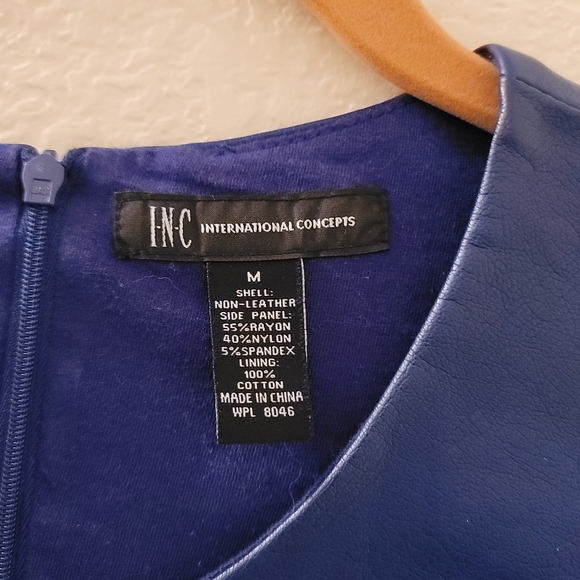 I·N·C INTERNATIONAL CONCEPTS
M
SHELL:
NON-LEATHER
SIDE PANEL:
55%RAYON
40%NYLON
5%SPANDEX
LINING:
100%
COTTON
MADE IN CHINA
WPL 8046